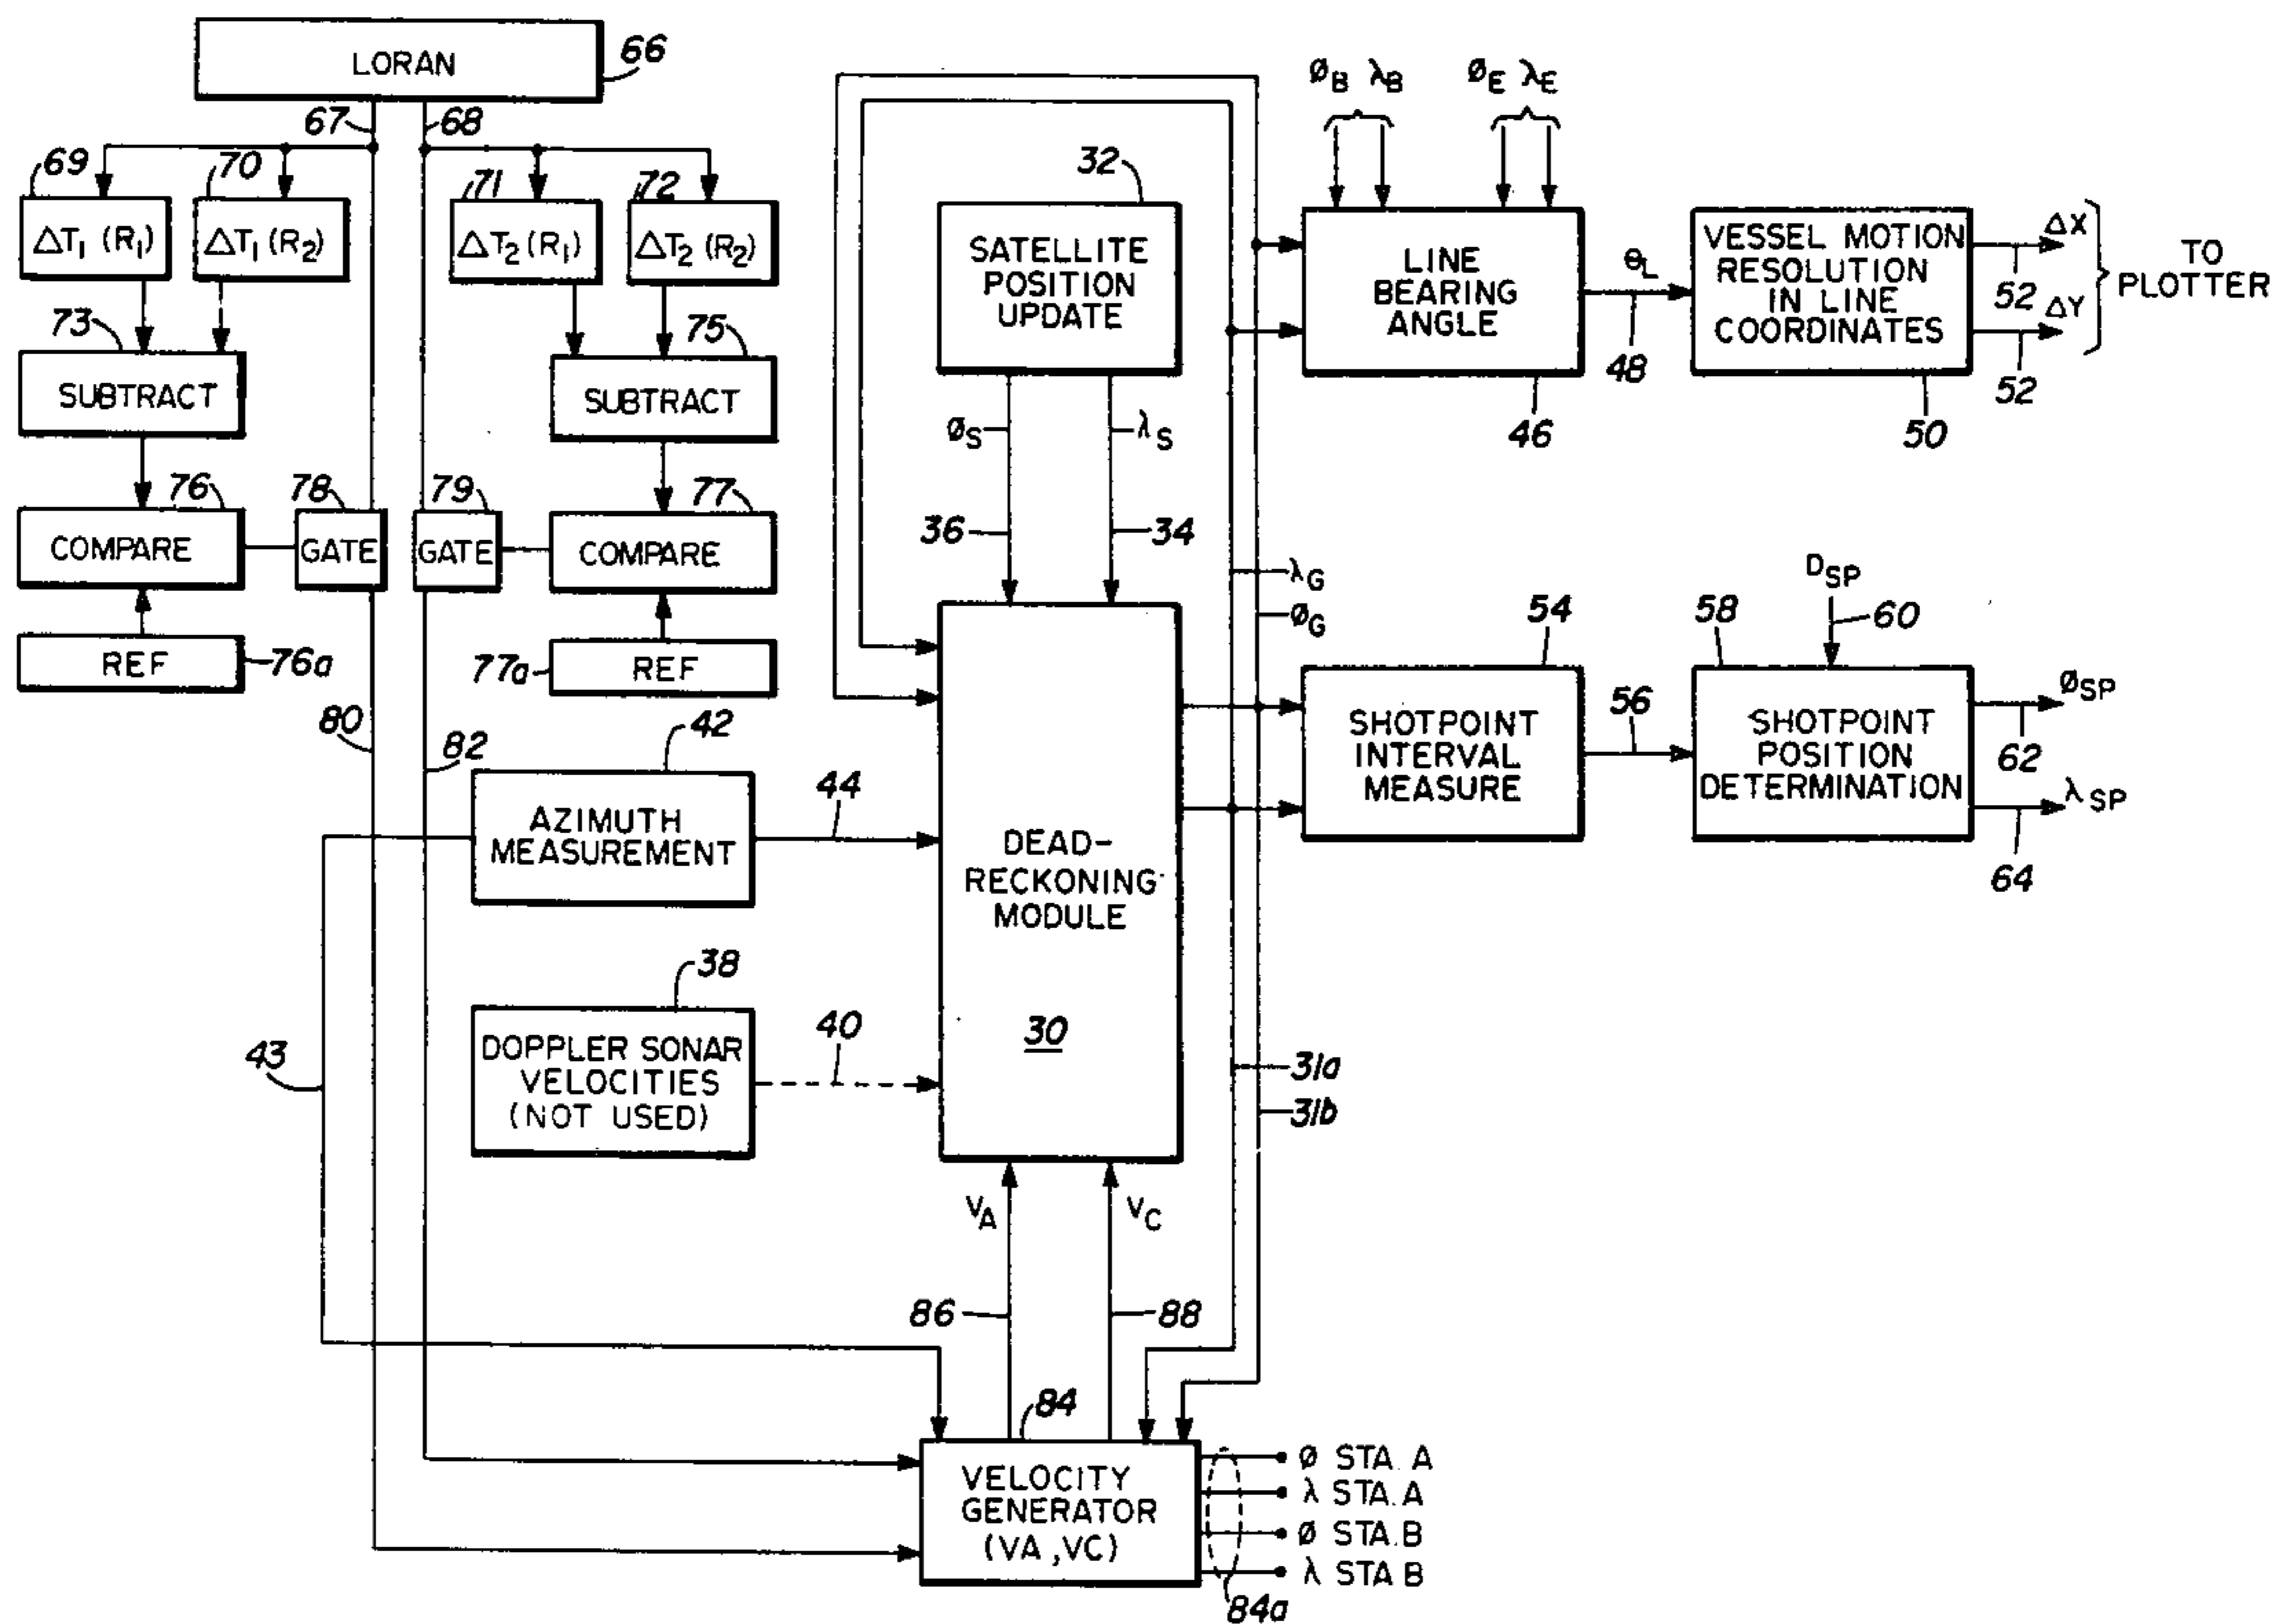 LORAN
66
67
68
69
70
71
72
ΔT₁ (R₁)
ΔT₁ (R₂)
ΔT₂ (R₁)
ΔT₂ (R₂)
73
SUBTRACT
75
SUBTRACT
76
COMPARE
78
GATE
79
GATE
77
COMPARE
REF
76a
77a
REF
80
82
32
SATELLITE
POSITION
UPDATE
øS
λS
36
34
øB λB
øE λE
LINE
BEARING
ANGLE
46
θL
48
VESSEL MOTION
RESOLUTION
IN LINE
COORDINATES
50
ΔX
52
ΔY
52
TO
PLOTTER
λG
øG
54
SHOTPOINT
INTERVAL
MEASURE
56
58
DSP
60
SHOTPOINT
POSITION
DETERMINATION
øSP
62
λSP
64
42
AZIMUTH
MEASUREMENT
44
43
38
DOPPLER SONAR
VELOCITIES
(NOT USED)
40
DEAD-
RECKONING
MODULE
30
31a
31b
VA
VC
86
88
84
VELOCITY
GENERATOR
(VA,VC)
ø STA. A
λ STA. A
ø STA. B
λ STA B
84a